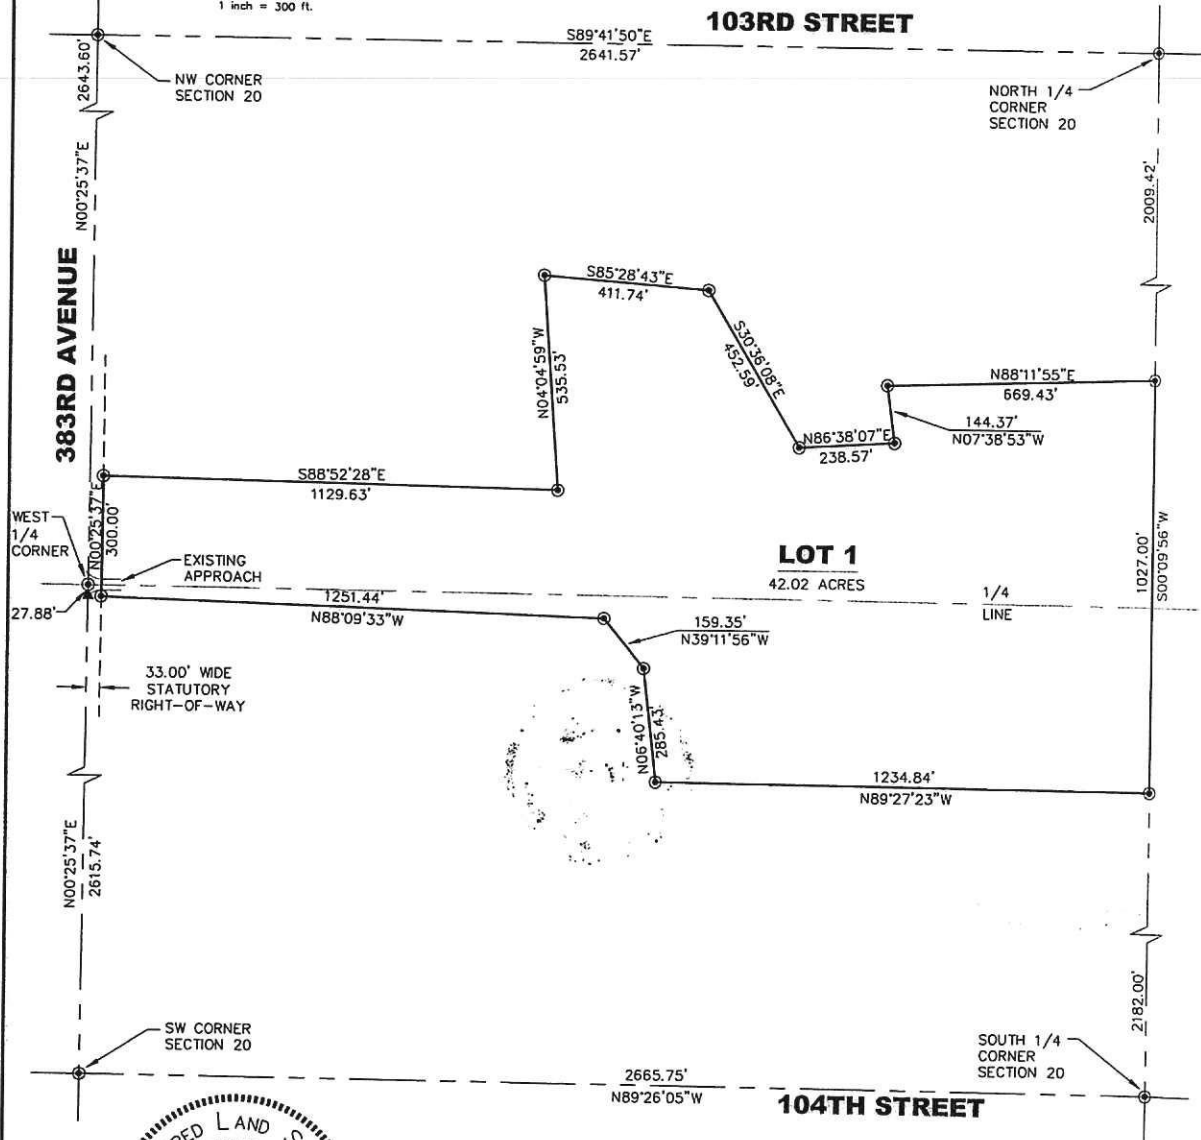 1 inch = 300 ft.
103RD STREET
S89°41'50"E
2641.57'
2643.60'
NW CORNER
SECTION 20
NORTH 1/4
CORNER
SECTION 20
N00°25'37"E
2009.42'
383RD AVENUE
S85°28'43"E
411.74'
N04°04'59"W
535.53'
S30°36'08"E
452.59'
N88°11'55"E
669.43'
144.37'
N07°38'53"W
N86°38'07"E
238.57'
S88°52'28"E
1129.63'
N00°25'37"E
300.00'
WEST
1/4
CORNER
EXISTING
APPROACH
LOT 1
42.02 ACRES
1027.00'
S00°09'56"W
1/4
LINE
27.88'
1251.44'
N88°09'33"W
159.35'
N39°11'56"W
33.00' WIDE
STATUTORY
RIGHT-OF-WAY
N06°40'13"W
285.43'
1234.84'
N89°27'23"W
N00°25'37"E
2615.74'
2182.00'
SW CORNER
SECTION 20
SOUTH 1/4
CORNER
SECTION 20
2665.75'
N89°26'05"W
104TH STREET
LAND